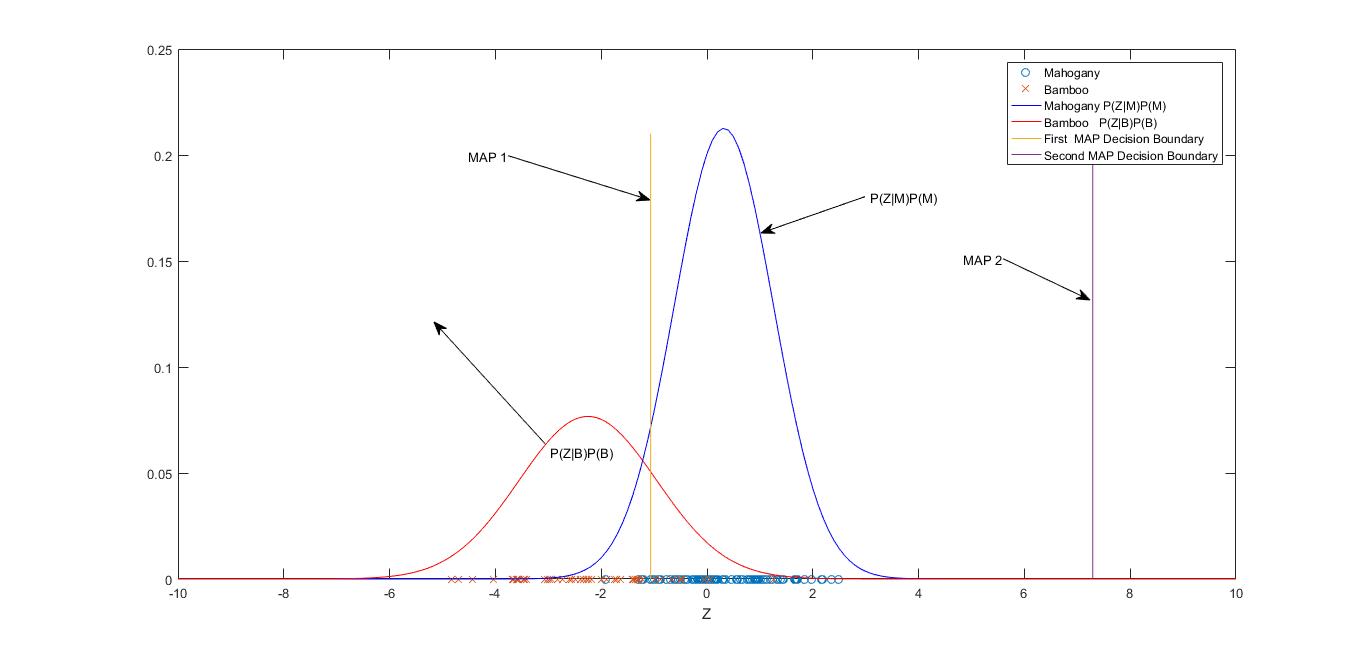 0.25
0.2
0.15
0.1
0.05
0
-10
-8
-6
-4
-2
0
2
4
6
8
10
Z
Mahogany
Bamboo
Mahogany P(Z|M)P(M)
Bamboo   P(Z|B)P(B)
First  MAP Decision Boundary
Second MAP Decision Boundary
MAP 1
P(Z|M)P(M)
MAP 2
P(Z|B)P(B)